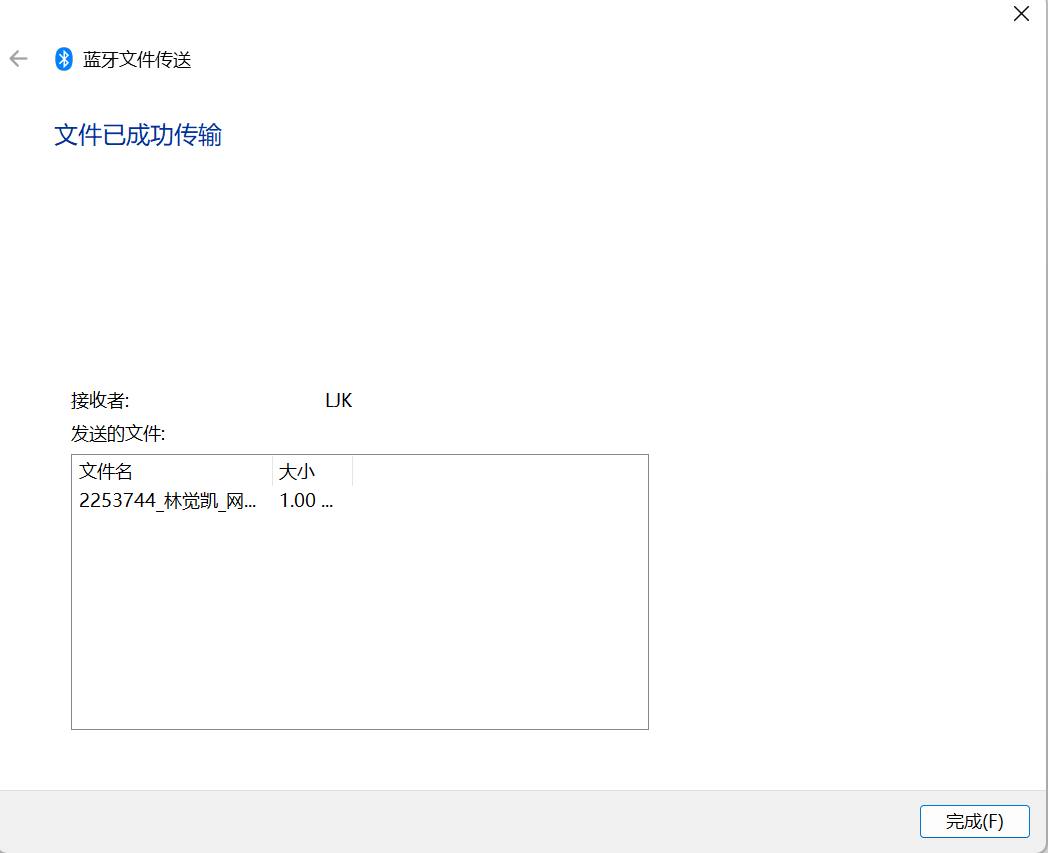 蓝牙文件传送
文件已成功传输
接收者: LJK
发送的文件:
文件名 大小
2253744_林觉凯_网... 1.00 ...
完成(F)